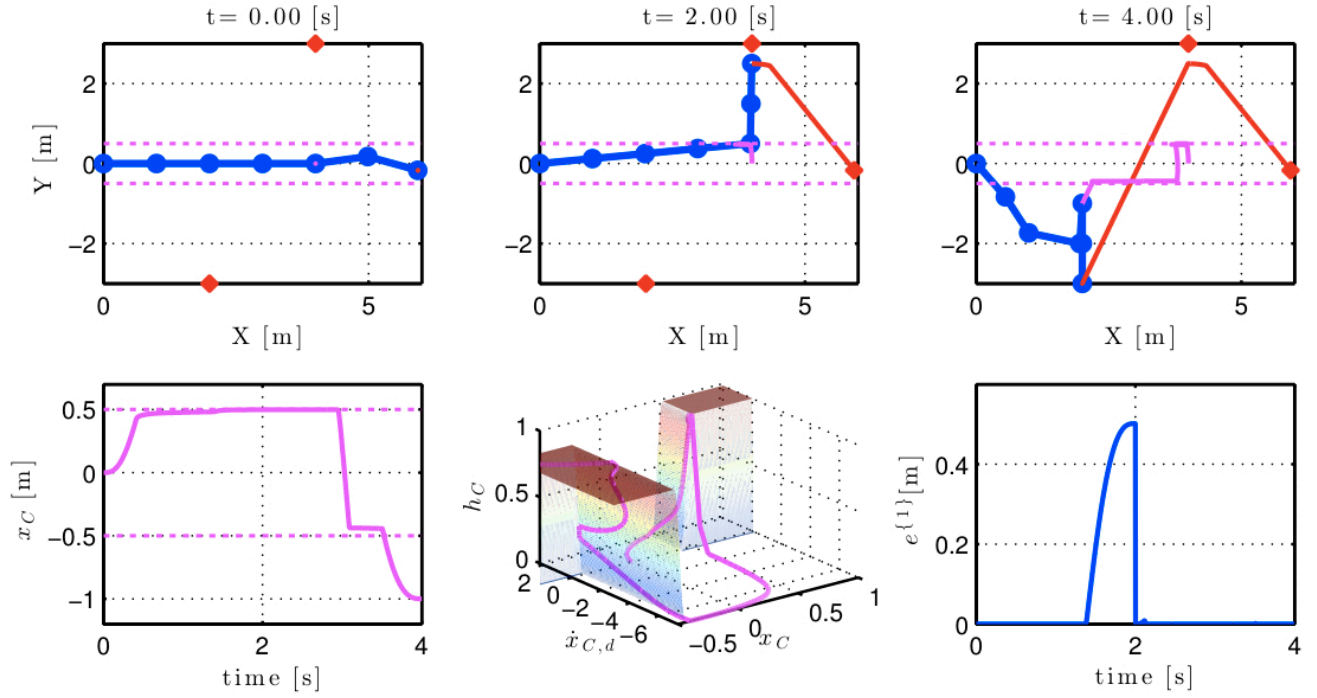 t= 0.00 [s]
t= 2.00 [s]
t= 4.00 [s]
Y [m]
2
0
−2
0
5
X [m]
2
0
−2
0
5
X [m]
2
0
−2
0
5
X [m]
x_C [m]
0.5
0
−0.5
−1
0
2
4
time [s]
h_C
1
0.5
0
2
0
−2
−4
−6
ẋ_{C,d}
−0.5
0
0.5
1
x_C
e^{{1}}[m]
0.4
0.2
0
0
2
4
time [s]